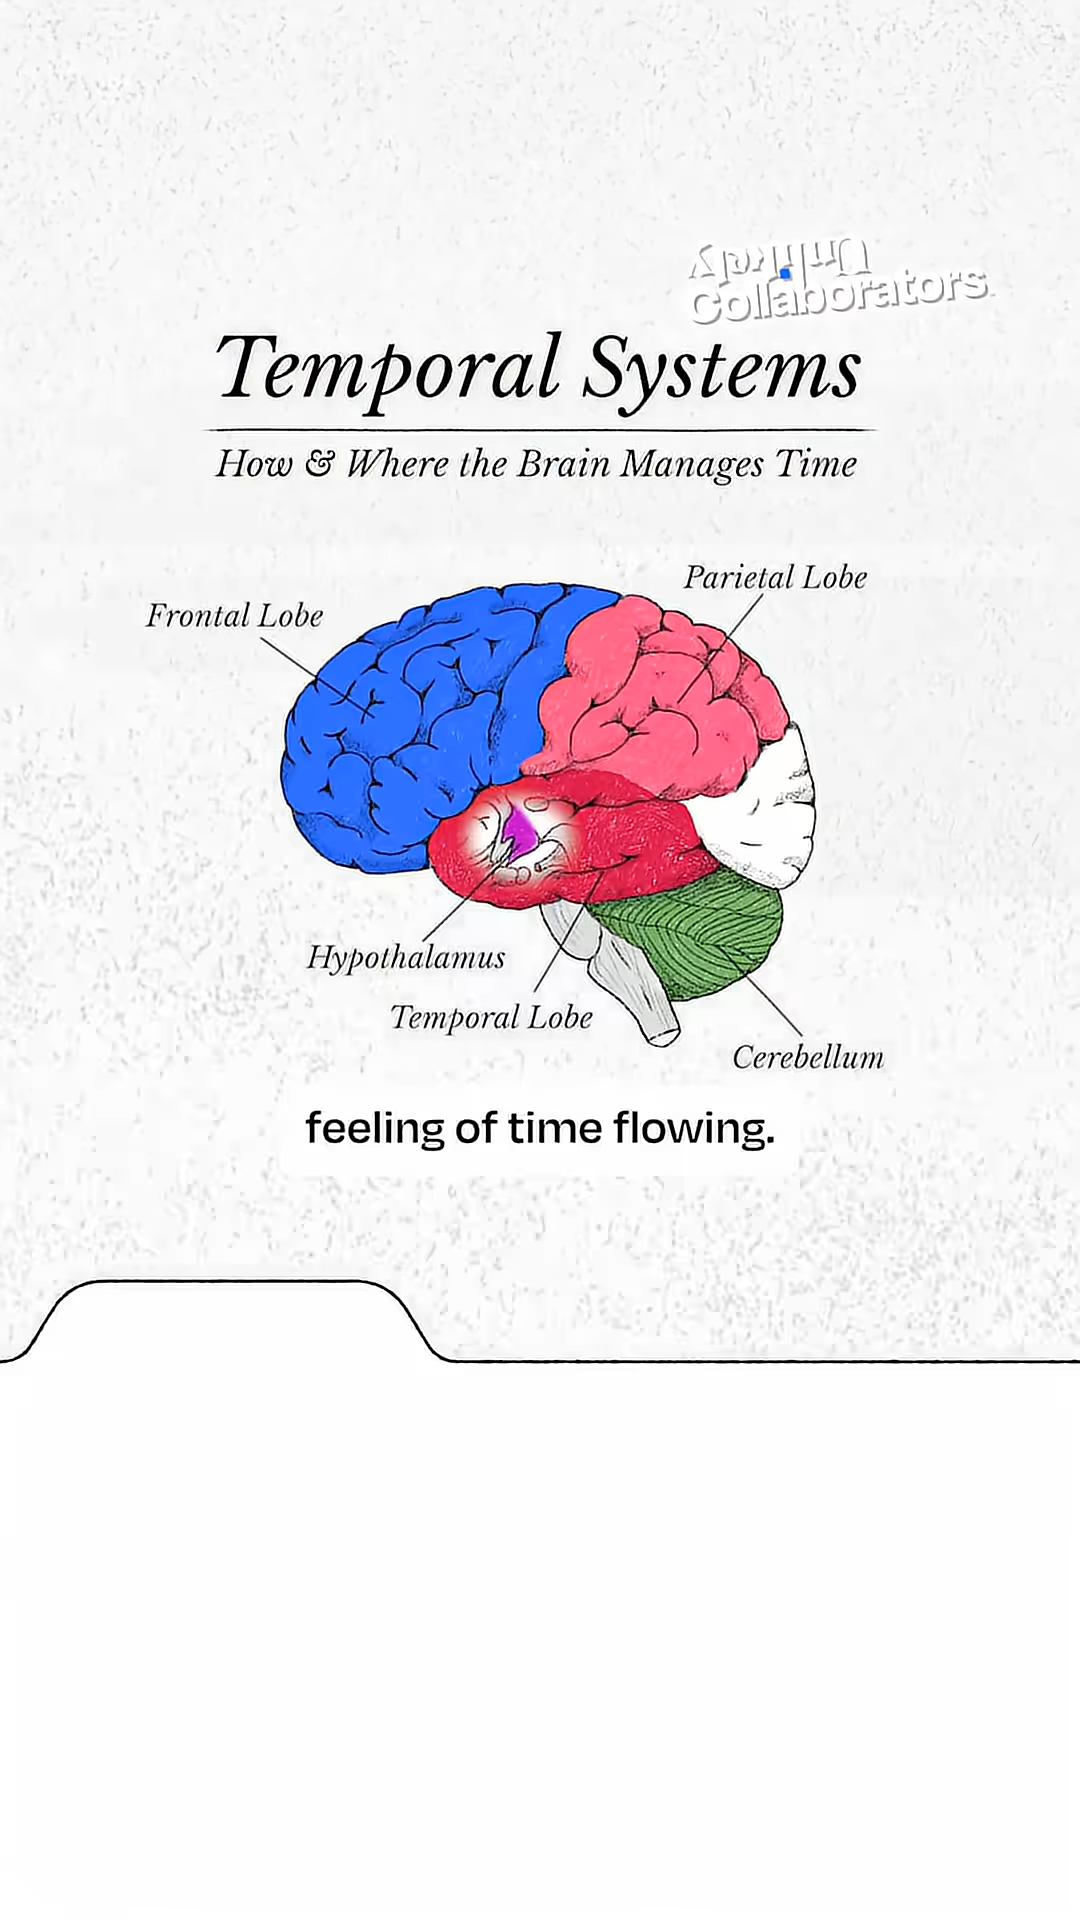 Unlikely
Collaborators.
Temporal Systems
How & Where the Brain Manages Time
Parietal Lobe
Frontal Lobe
Hypothalamus
Temporal Lobe
Cerebellum
feeling of time flowing.